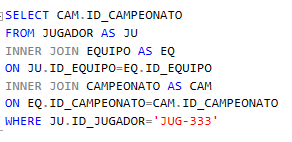 SELECT CAM.ID_CAMPEONATO
FROM JUGADOR AS JU
INNER JOIN EQUIPO AS EQ
ON JU.ID_EQUIPO=EQ.ID_EQUIPO
INNER JOIN CAMPEONATO AS CAM
ON EQ.ID_CAMPEONATO=CAM.ID_CAMPEONATO
WHERE JU.ID_JUGADOR='JUG-333'